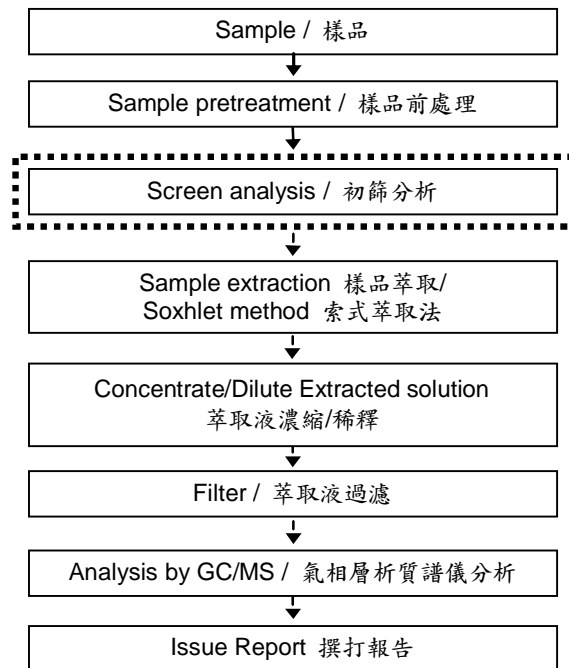 Sample / 樣品
Sample pretreatment / 樣品前處理
Screen analysis / 初篩分析
Sample extraction 樣品萃取/
Soxhlet method 索式萃取法
Concentrate/Dilute Extracted solution
萃取液濃縮/稀釋
Filter / 萃取液過濾
Analysis by GC/MS / 氣相層析質譜儀分析
Issue Report 撰打報告